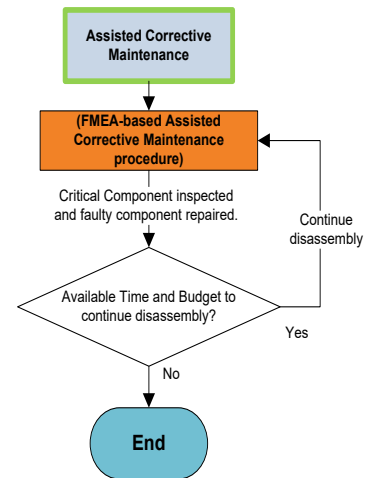 Assisted Corrective
Maintenance
(FMEA-based Assisted
Corrective Maintenance
procedure)
Critical Component inspected
and faulty component repaired.
Continue
disassembly
Available Time and Budget to
continue disassembly?
Yes
No
End